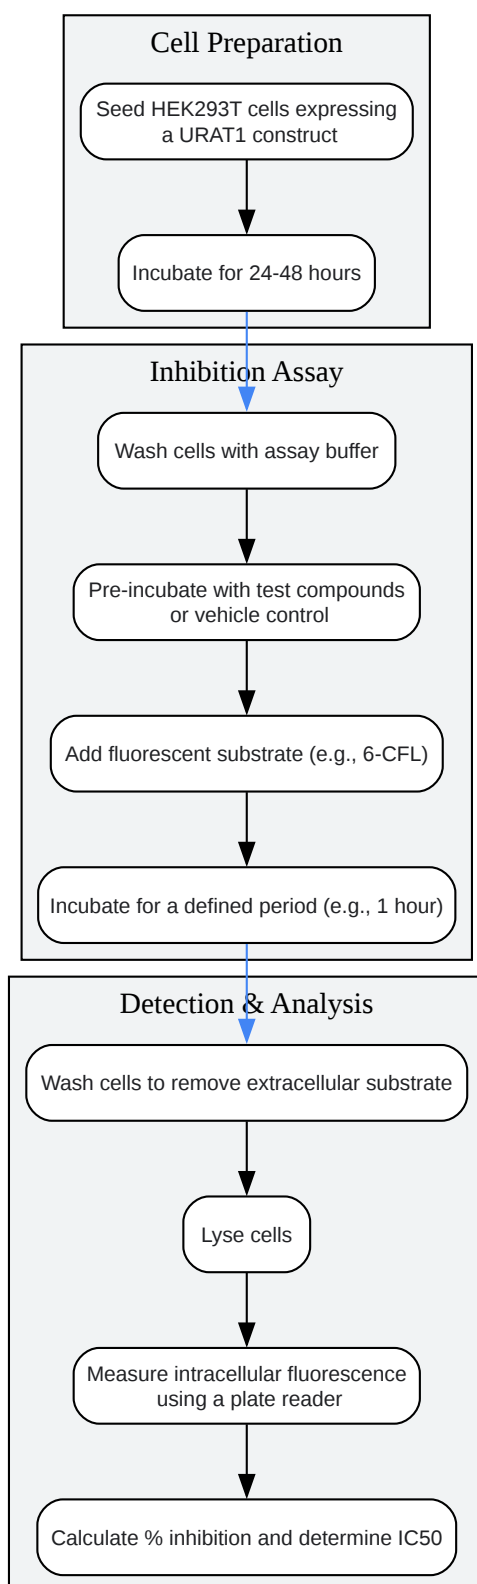 Cell Preparation
Seed HEK293T cells expressing
a URAT1 construct
Incubate for 24-48 hours
Inhibition Assay
Wash cells with assay buffer
Pre-incubate with test compounds
or vehicle control
Add fluorescent substrate (e.g., 6-CFL)
Incubate for a defined period (e.g., 1 hour)
Detection & Analysis
Wash cells to remove extracellular substrate
Lyse cells
Measure intracellular fluorescence
using a plate reader
Calculate % inhibition and determine IC50